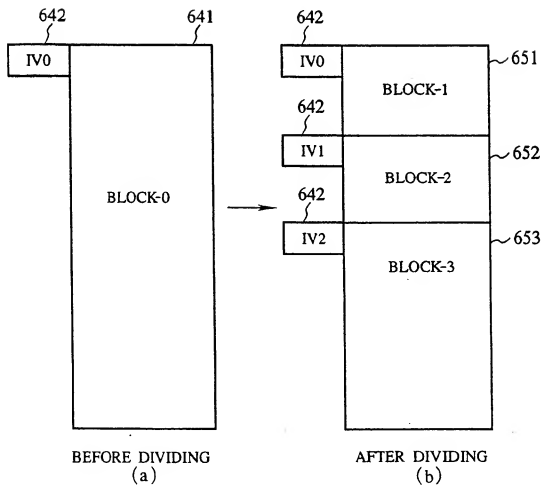 642
641
IV0
BLOCK-0
BEFORE DIVIDING
(a)
642
IV0
651
BLOCK-1
642
IV1
652
BLOCK-2
642
IV2
653
BLOCK-3
AFTER DIVIDING
(b)